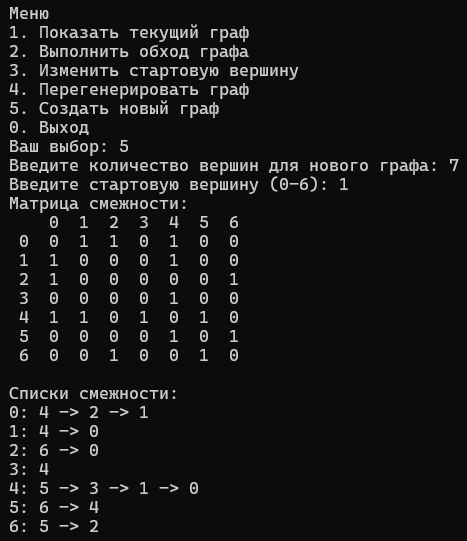 Меню
1. Показать текущий граф
2. Выполнить обход графа
3. Изменить стартовую вершину
4. Перегенерировать граф
5. Создать новый граф
0. Выход
Ваш выбор: 5
Введите количество вершин для нового графа: 7
Введите стартовую вершину (0-6): 1
Матрица смежности:
    0  1  2  3  4  5  6
 0  0  1  1  0  1  0  0
 1  1  0  0  0  1  0  0
 2  1  0  0  0  0  0  1
 3  0  0  0  0  1  0  0
 4  1  1  0  1  0  1  0
 5  0  0  0  0  1  0  1
 6  0  0  1  0  0  1  0

Списки смежности:
0: 4 -> 2 -> 1
1: 4 -> 0
2: 6 -> 0
3: 4
4: 5 -> 3 -> 1 -> 0
5: 6 -> 4
6: 5 -> 2